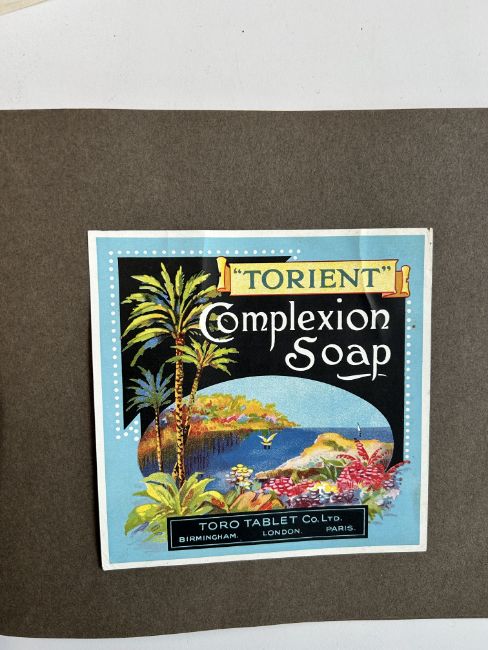 "TORIENT"
Complexion
Soap
TORO TABLET Co. LTD.
BIRMINGHAM. LONDON. PARIS.